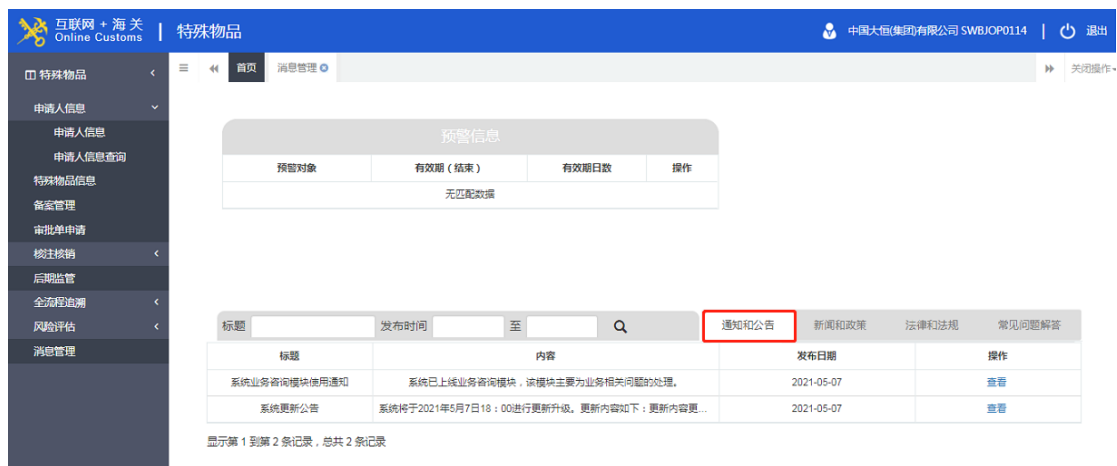 互联网 + 海关
Online Customs
特殊物品
中国大恒(集团)有限公司 SWBJOP0114
退出
特殊物品
首页
消息管理
关闭操作
申请人信息
申请人信息
申请人信息查询
特殊物品信息
备案管理
审批单申请
核注核销
后期监管
全流程追溯
风险评估
消息管理
预警信息
预警对象 有效期（结束） 有效期日数 操作
无匹配数据
标题 发布时间 至 通知和公告 新闻和政策 法律和法规 常见问题解答
标题 内容 发布日期 操作
系统业务咨询模块使用通知 系统已上线业务咨询模块，该模块主要为业务相关问题的处理。 2021-05-07 查看
系统更新公告 系统将于2021年5月7日18：00进行更新升级。更新内容如下：更新内容更... 2021-05-07 查看
显示第 1 到第 2 条记录，总共 2 条记录